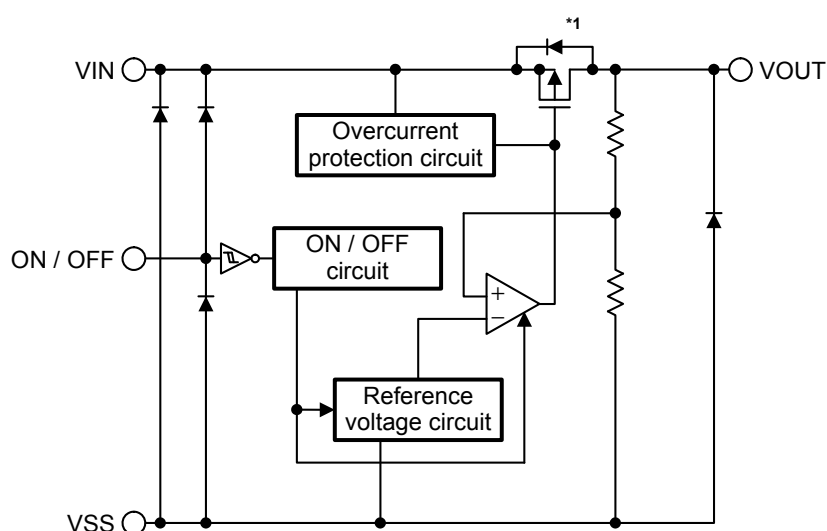 *1
VIN
VOUT
Overcurrent
protection circuit
ON / OFF
ON / OFF
circuit
+
−
Reference
voltage circuit
VSS